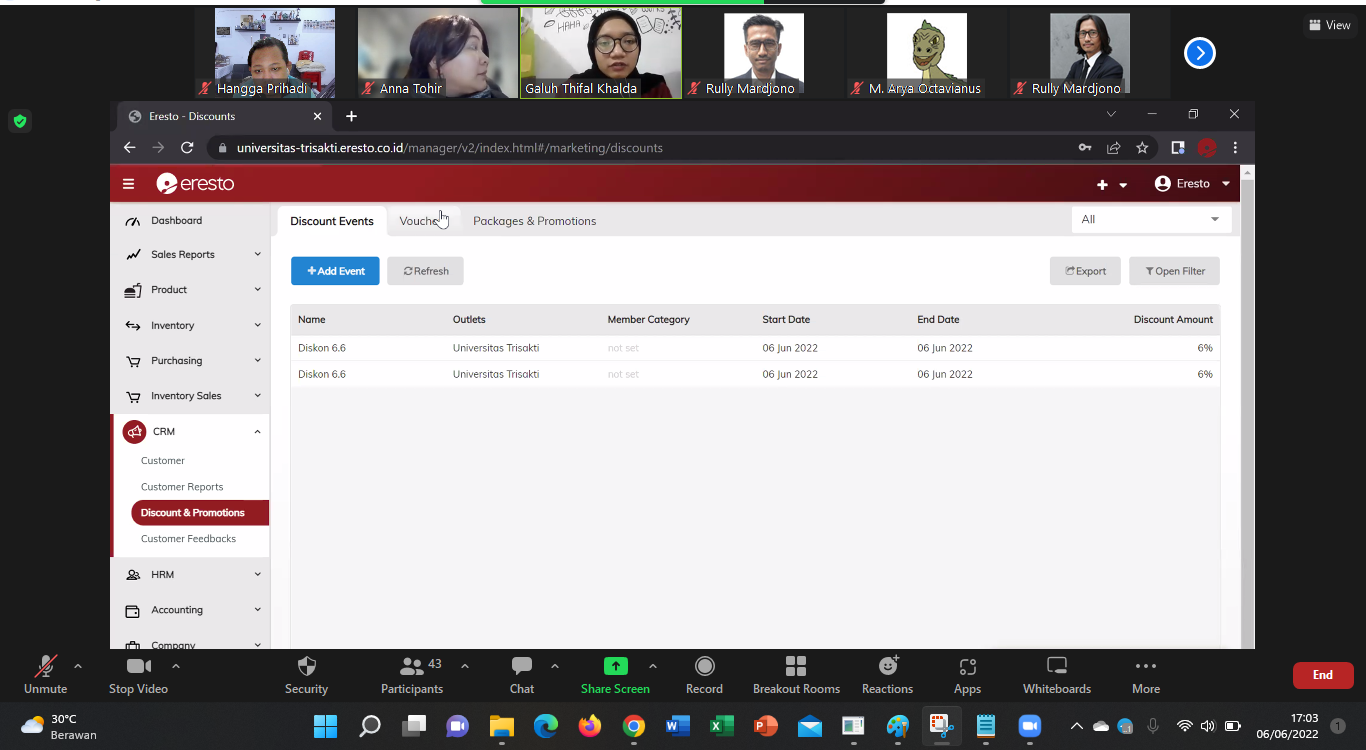 View
Hangga Prihadi
Anna Tohir
Galuh Thifal Khalda
Rully Mardjono
M. Arya Octavianus
Rully Mardjono
HAHA
Eresto - Discounts
universitas-trisakti.eresto.co.id/manager/v2/index.html#/marketing/discounts
eresto
Eresto
Dashboard
Sales Reports
Product
Inventory
Purchasing
Inventory Sales
CRM
Customer
Customer Reports
Discount & Promotions
Customer Feedbacks
HRM
Accounting
Company
Discount Events
Packages & Promotions
All
+Add Event
Refresh
Export
Open Filter
Name Outlets Member Category Start Date End Date Discount Amount
Diskon 6.6 Universitas Trisakti not set 06 Jun 2022 06 Jun 2022 6%
Diskon 6.6 Universitas Trisakti not set 06 Jun 2022 06 Jun 2022 6%
Unmute
Stop Video
Security
43
Participants
Chat
Share Screen
Record
Breakout Rooms
Reactions
Apps
Whiteboards
More
End
30°C
Berawan
17:03
06/06/2022
1